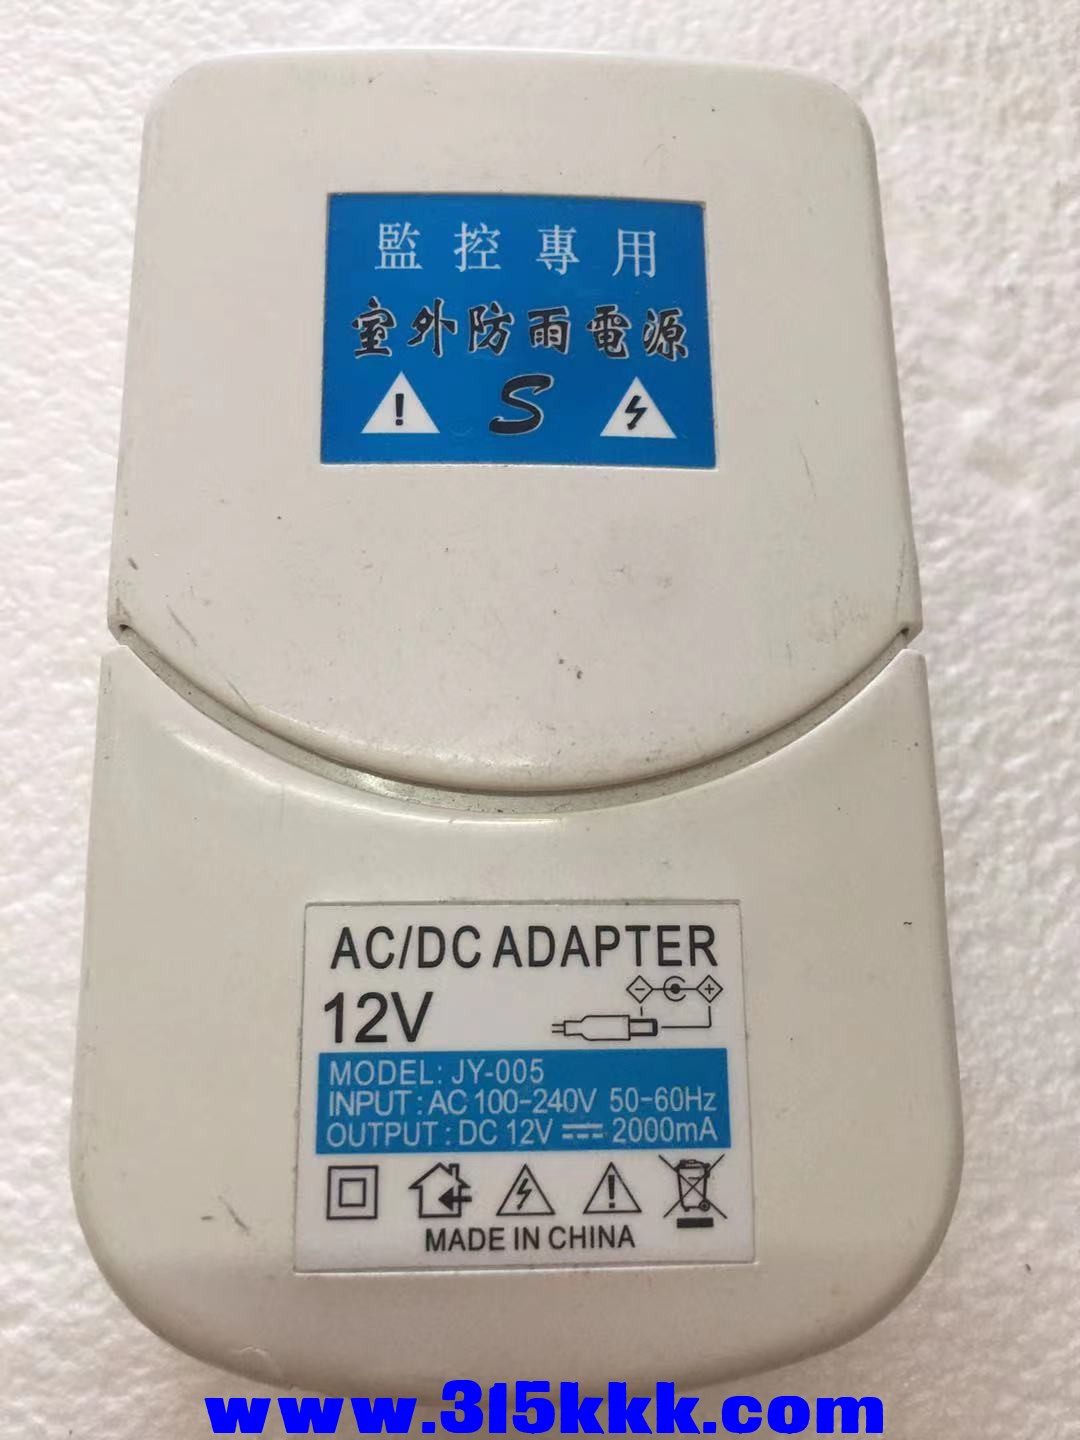 監控專用
室外防雨電源
S
AC/DC ADAPTER
12V
MODEL: JY-005
INPUT: AC 100-240V 50-60Hz
OUTPUT: DC 12V ⎓ 2000mA
MADE IN CHINA
www.315kkk.com